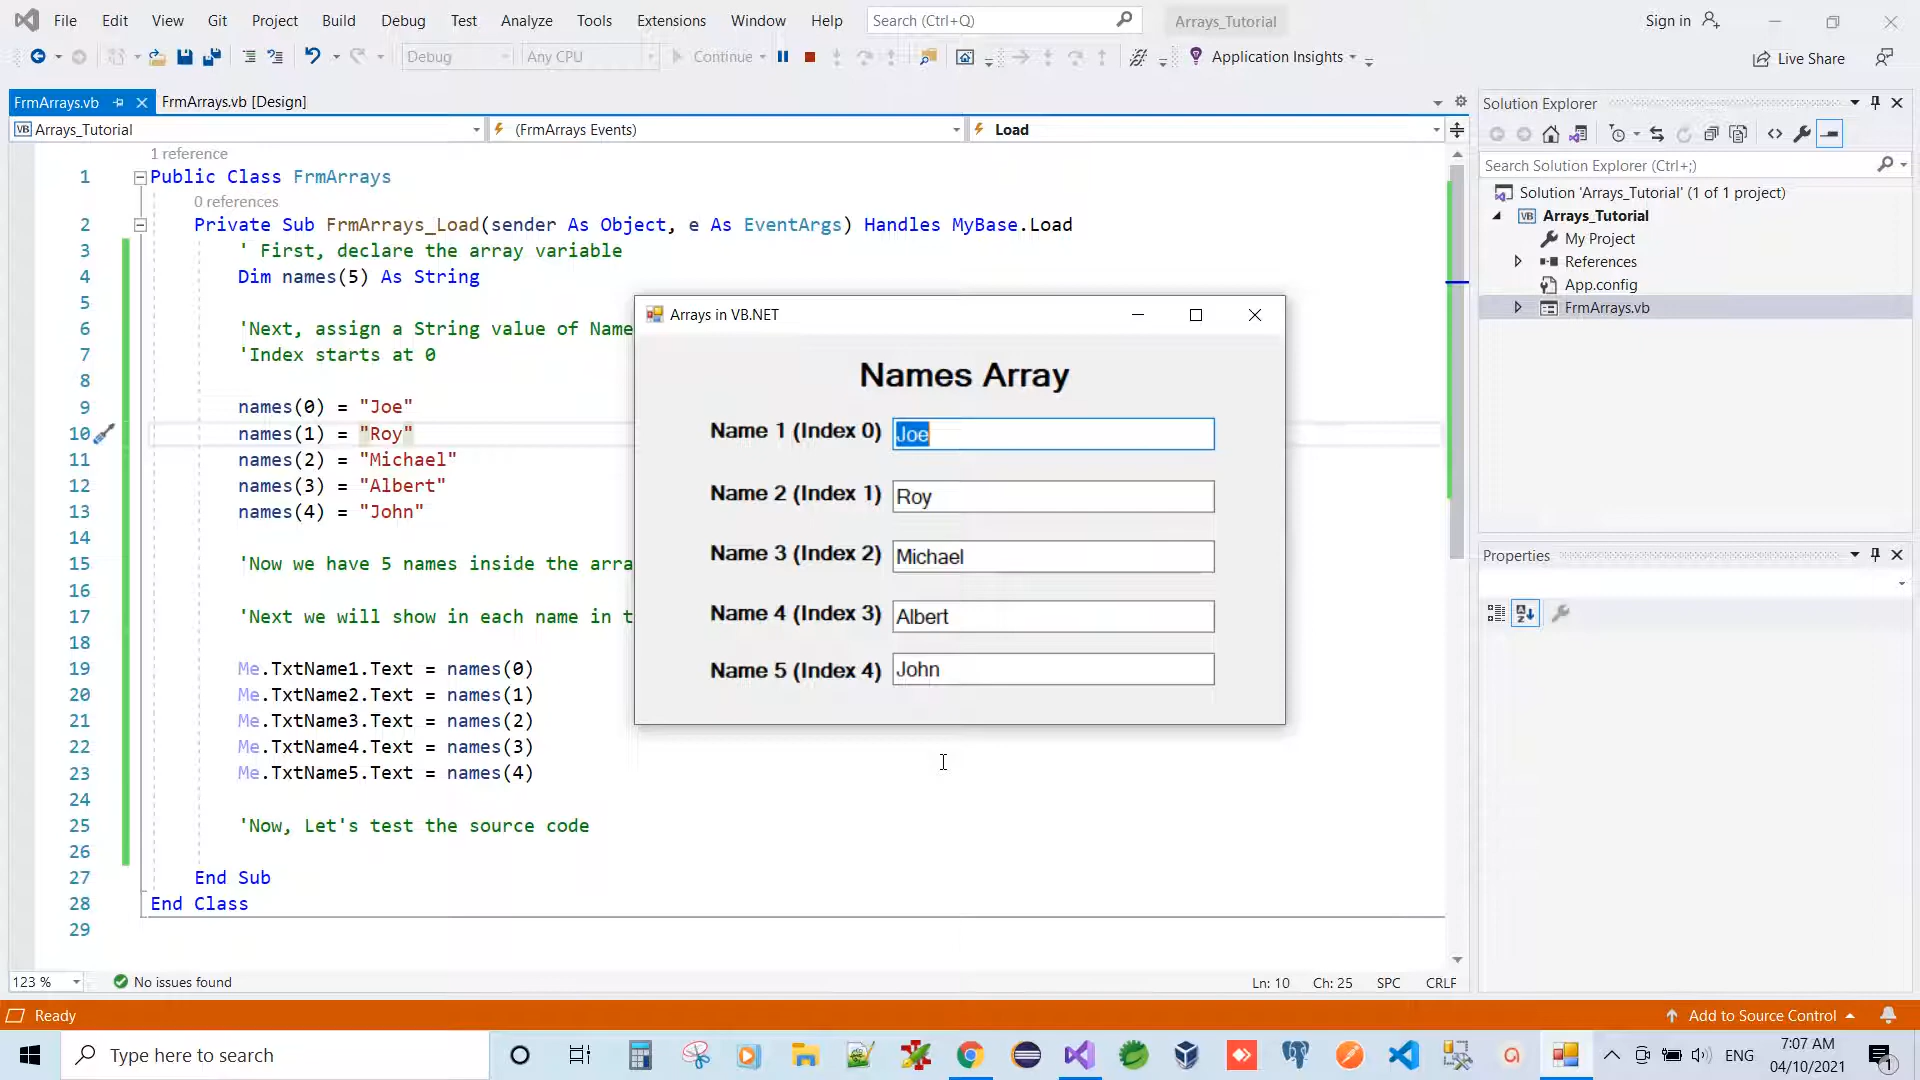 File Edit View Git Project Build Debug Test Analyze Tools Extensions Window Help Search (Ctrl+Q) Arrays_Tutorial Sign in
Debug Any CPU Continue Application Insights Live Share
FrmArrays.vb FrmArrays.vb [Design]
VB Arrays_Tutorial (FrmArrays Events) Load
1 reference
1 Public Class FrmArrays
0 references
2 Private Sub FrmArrays_Load(sender As Object, e As EventArgs) Handles MyBase.Load
3 ' First, declare the array variable
4 Dim names(5) As String
5
6 'Next, assign a String value of Name
7 'Index starts at 0
8
9 names(0) = "Joe"
10 names(1) = "Roy"
11 names(2) = "Michael"
12 names(3) = "Albert"
13 names(4) = "John"
14
15 'Now we have 5 names inside the arra
16
17 'Next we will show in each name in t
18
19 Me.TxtName1.Text = names(0)
20 Me.TxtName2.Text = names(1)
21 Me.TxtName3.Text = names(2)
22 Me.TxtName4.Text = names(3)
23 Me.TxtName5.Text = names(4)
24
25 'Now, Let's test the source code
26
27 End Sub
28 End Class
29
Arrays in VB.NET
Names Array
Name 1 (Index 0) Joe
Name 2 (Index 1) Roy
Name 3 (Index 2) Michael
Name 4 (Index 3) Albert
Name 5 (Index 4) John
Solution Explorer
Search Solution Explorer (Ctrl+;)
Solution 'Arrays_Tutorial' (1 of 1 project)
VB Arrays_Tutorial
My Project
References
App.config
FrmArrays.vb
Properties
123 % No issues found Ln: 10 Ch: 25 SPC CRLF
Ready Add to Source Control
Type here to search ENG 7:07 AM
04/10/2021 1